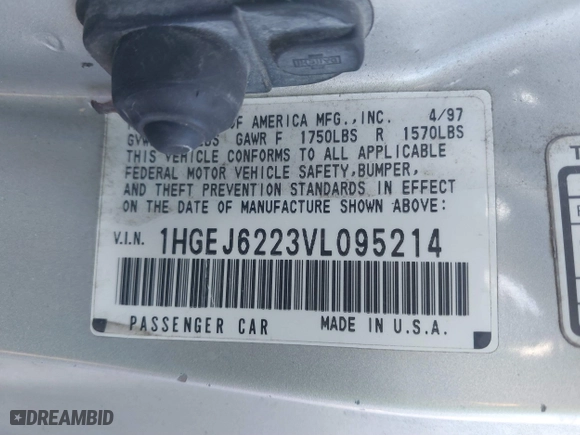 OF AMERICA MFG.,INC. 4/97
GAWR F 1750LBS R 1570LBS
THIS VEHICLE CONFORMS TO ALL APPLICABLE
FEDERAL MOTOR VEHICLE SAFETY,BUMPER,
AND THEFT PREVENTION STANDARDS IN EFFECT
ON THE DATE OF MANUFACTURE SHOWN ABOVE:
V.I.N. 1HGEJ6223VL095214
PASSENGER CAR MADE IN U.S.A.
DREAMBID